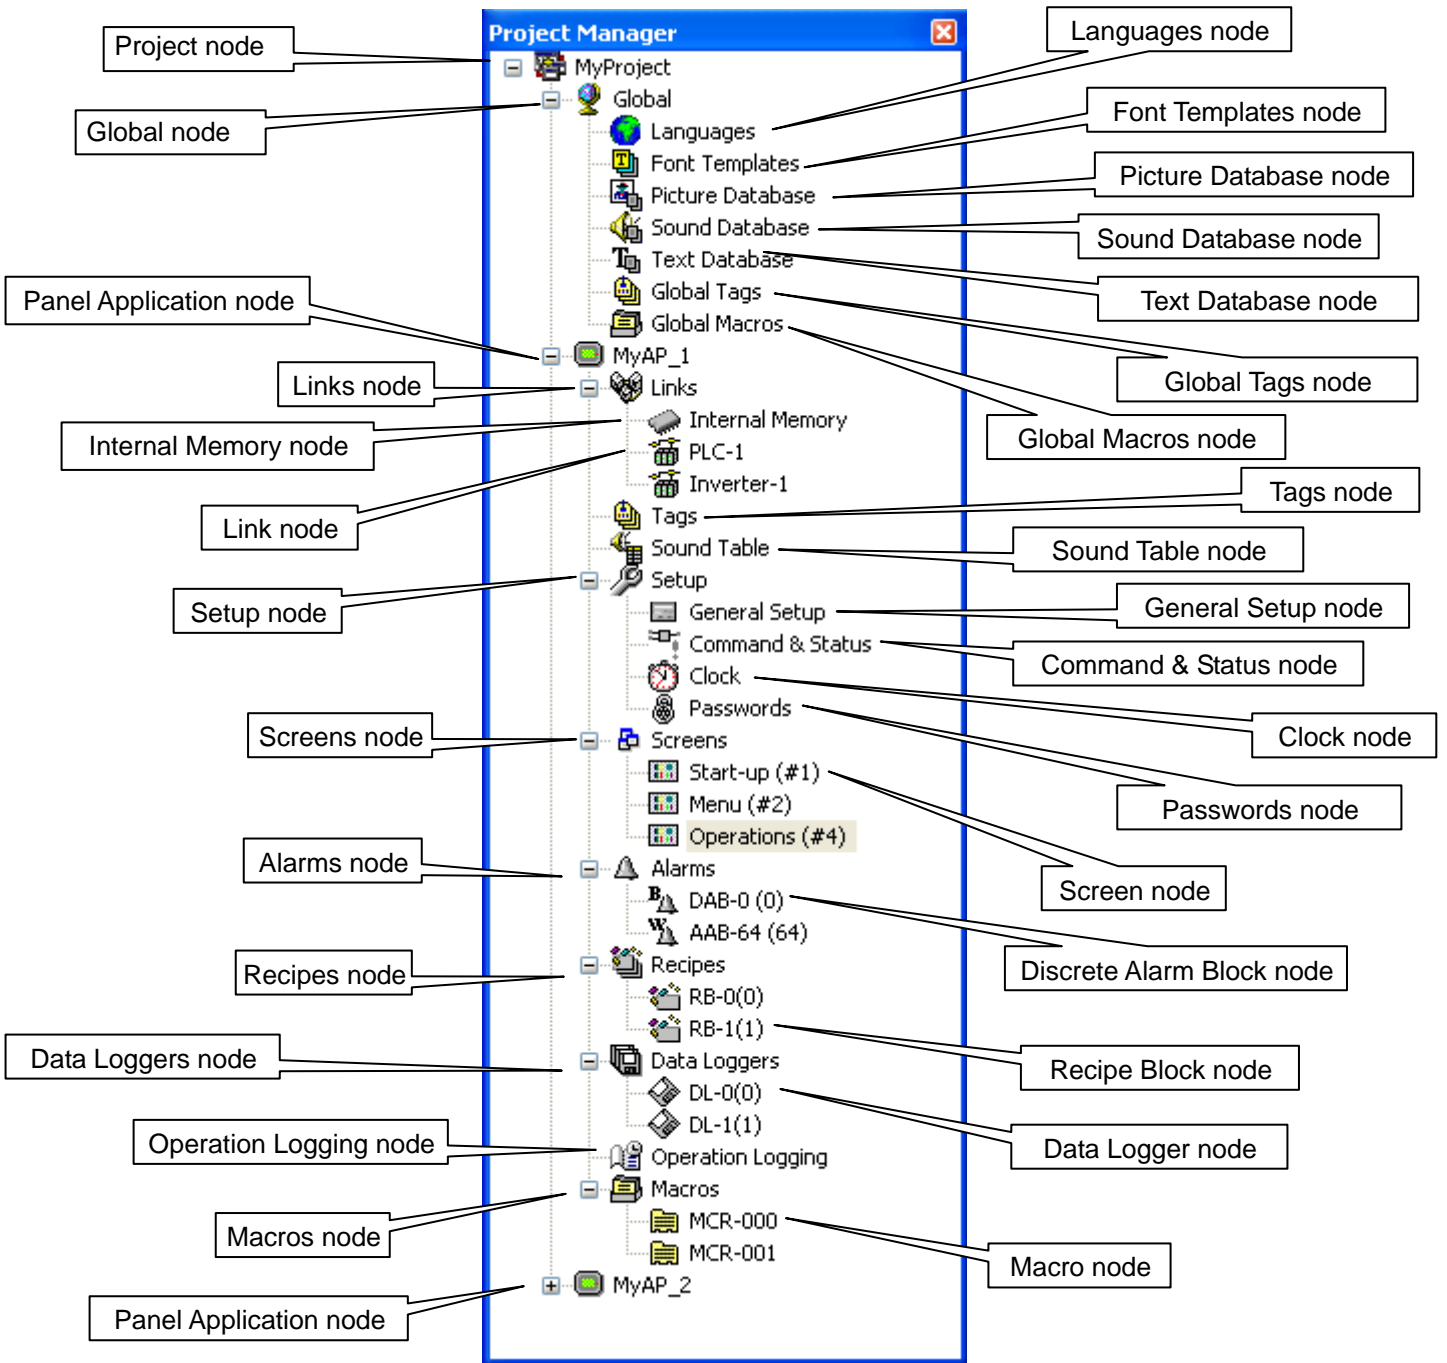 Project Manager
MyProject
Global
Languages
Font Templates
Picture Database
Sound Database
Text Database
Global Tags
Global Macros
MyAP_1
Links
Internal Memory
PLC-1
Inverter-1
Tags
Sound Table
Setup
General Setup
Command & Status
Clock
Passwords
Screens
Start-up (#1)
Menu (#2)
Operations (#4)
Alarms
DAB-0 (0)
AAB-64 (64)
Recipes
RB-0(0)
RB-1(1)
Data Loggers
DL-0(0)
DL-1(1)
Operation Logging
Macros
MCR-000
MCR-001
MyAP_2
Project node
Global node
Panel Application node
Links node
Internal Memory node
Link node
Setup node
Screens node
Alarms node
Recipes node
Data Loggers node
Operation Logging node
Macros node
Panel Application node
Languages node
Font Templates node
Picture Database node
Sound Database node
Text Database node
Global Tags node
Global Macros node
Tags node
Sound Table node
General Setup node
Command & Status node
Clock node
Passwords node
Screen node
Discrete Alarm Block node
Recipe Block node
Data Logger node
Macro node